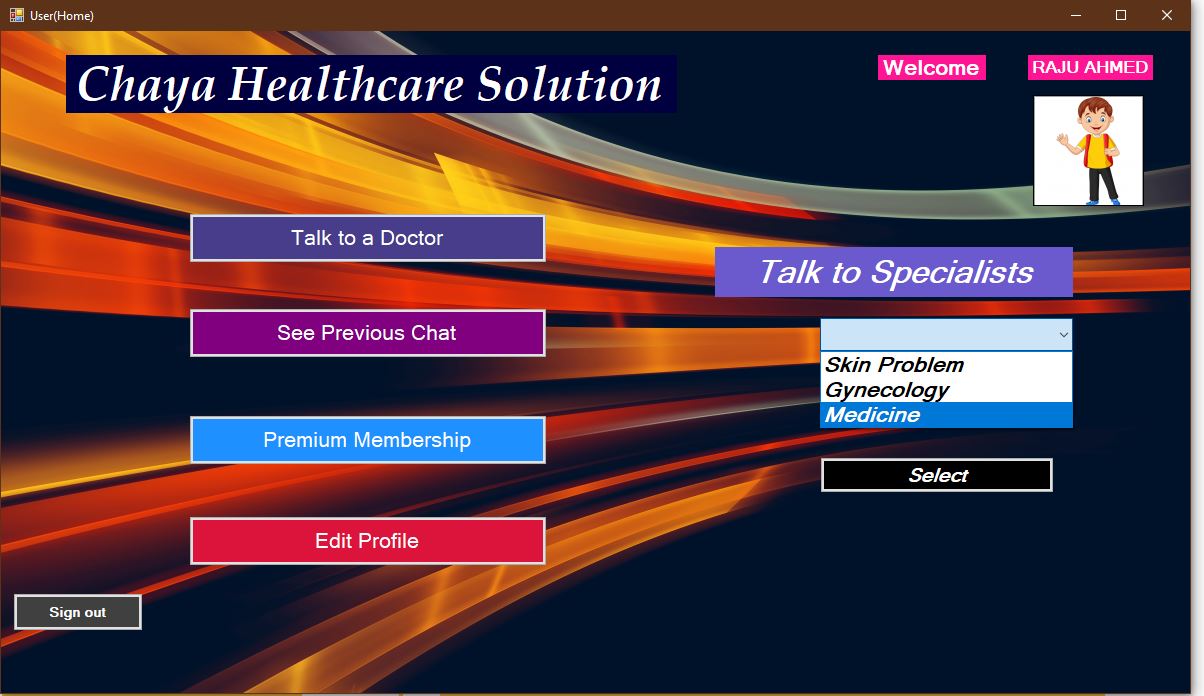 User(Home)
Chaya Healthcare Solution
Welcome
RAJU AHMED
Talk to a Doctor
See Previous Chat
Premium Membership
Edit Profile
Sign out
Talk to Specialists
Skin Problem
Gynecology
Medicine
Select